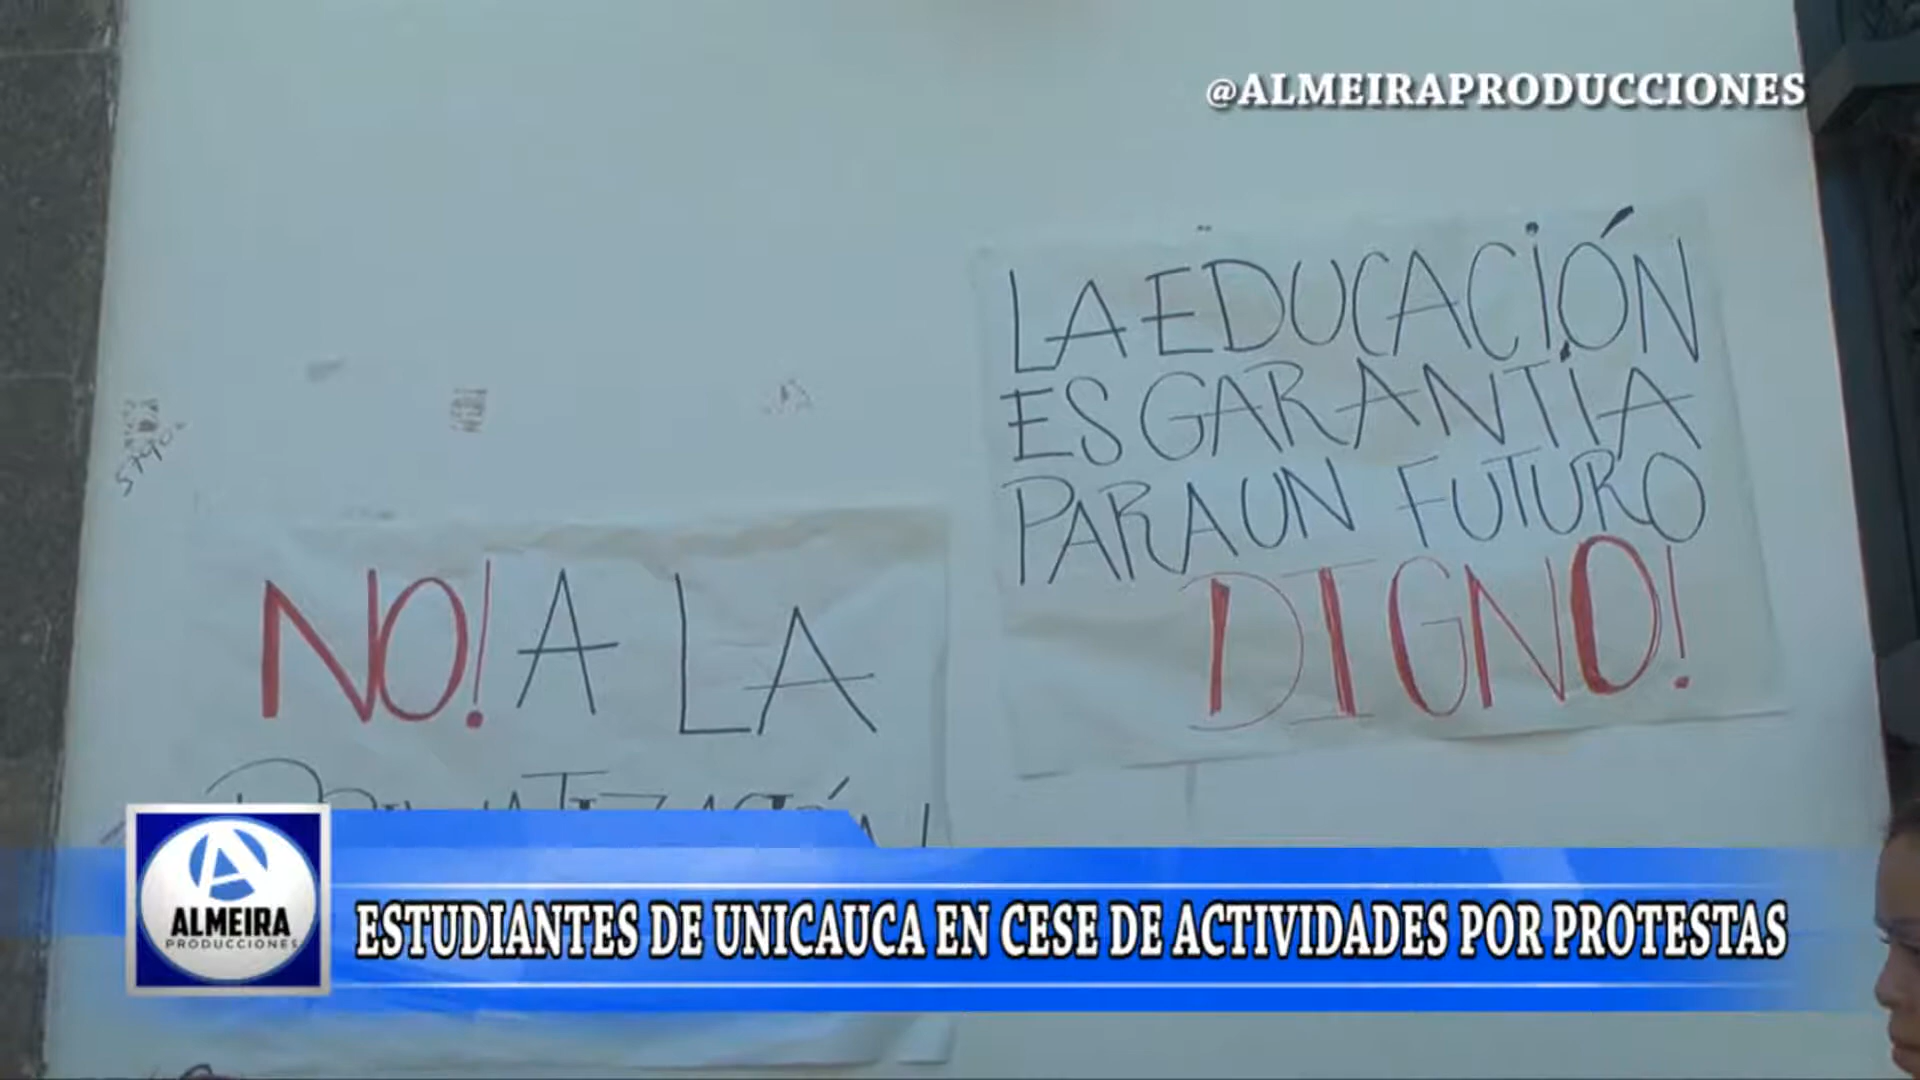 @ALMEIRAPRODUCCIONES
LA EDUCACIÓN
ES GARANTÍA
PARA UN FUTURO
DIGNO!
NO! A LA
PRIVATIZACIÓN!
ALMEIRA
PRODUCCIONES
ESTUDIANTES DE UNICAUCA EN CESE DE ACTIVIDADES POR PROTESTAS